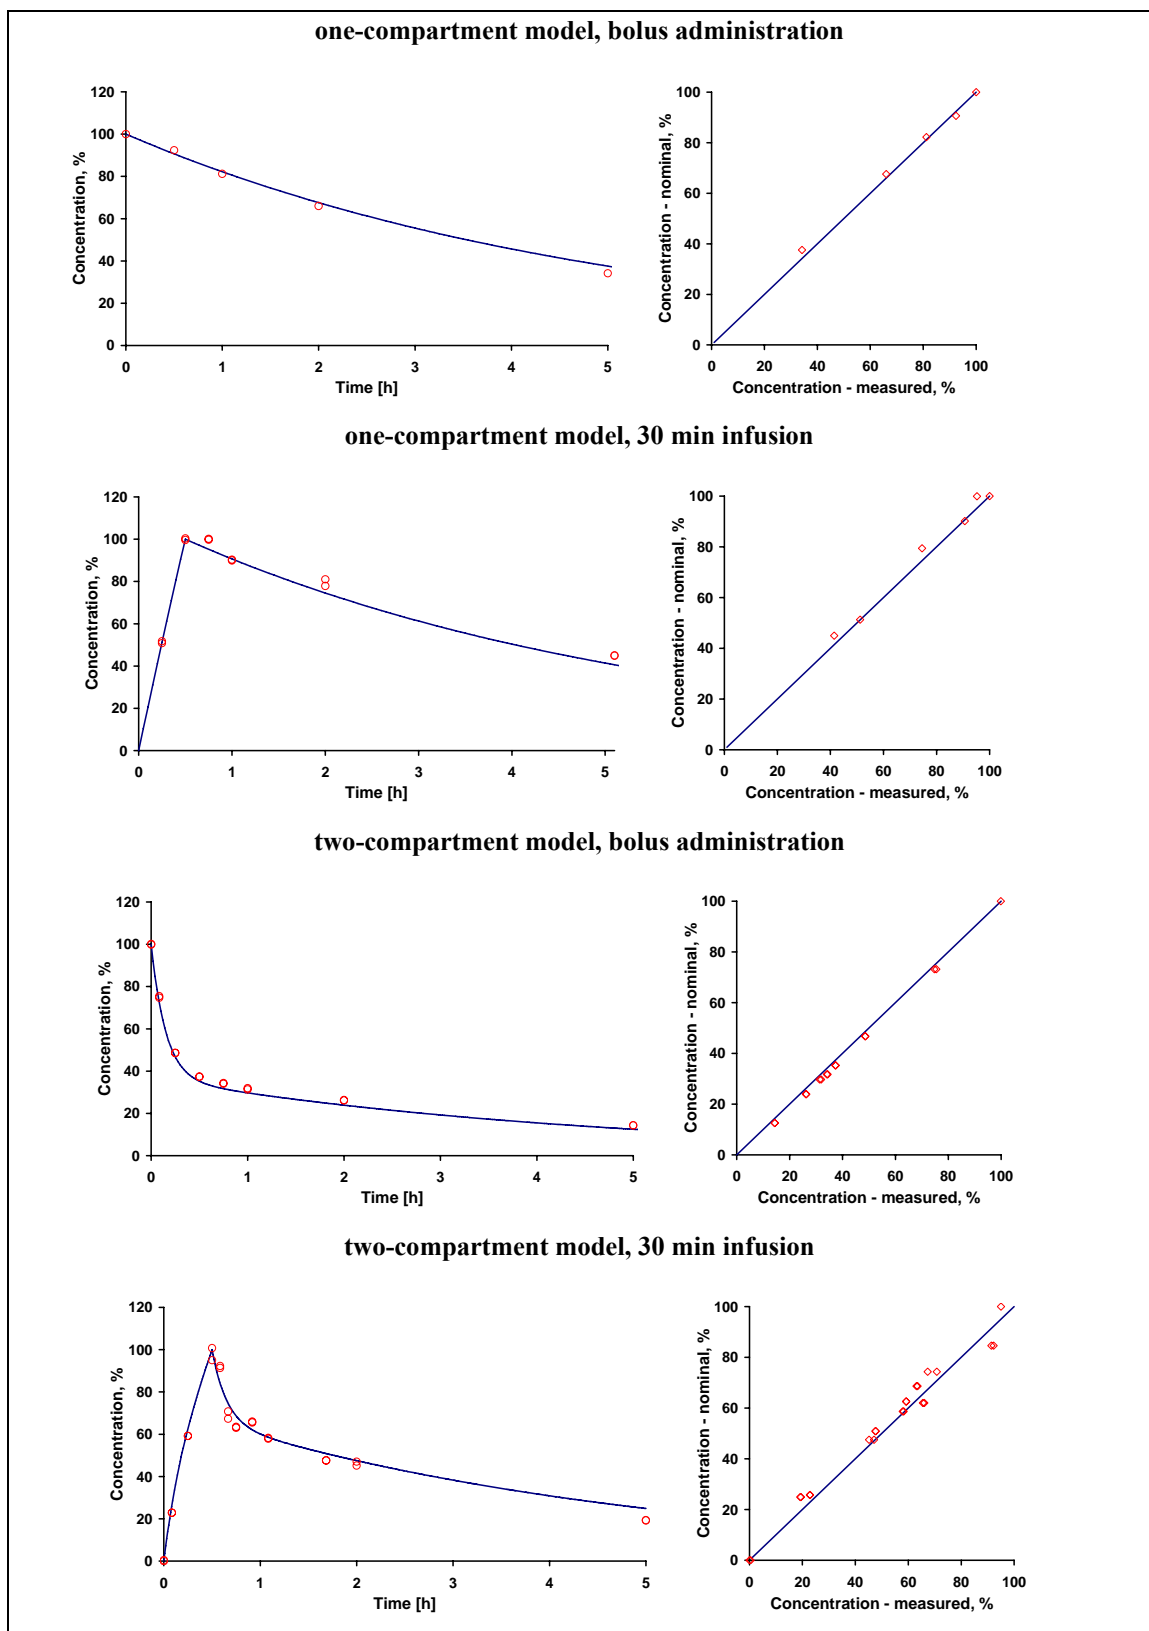 one-compartment model, bolus administration
120
100
80
60
40
20
0
0 1 2 3 4 5
Concentration, %
Time [h]
100
80
60
40
20
0
0 20 40 60 80 100
Concentration - nominal, %
Concentration - measured, %
one-compartment model, 30 min infusion
120
100
80
60
40
20
0
0 1 2 3 4 5
Concentration, %
Time [h]
100
80
60
40
20
0
0 20 40 60 80 100
Concentration - nominal, %
Concentration - measured, %
two-compartment model, bolus administration
120
100
80
60
40
20
0
0 1 2 3 4 5
Concentration, %
Time [h]
100
80
60
40
20
0
0 20 40 60 80 100
Concentration - nominal, %
Concentration - measured, %
two-compartment model, 30 min infusion
120
100
80
60
40
20
0
0 1 2 3 4 5
Concentration, %
Time [h]
100
80
60
40
20
0
0 20 40 60 80 100
Concentration - nominal, %
Concentration - measured, %